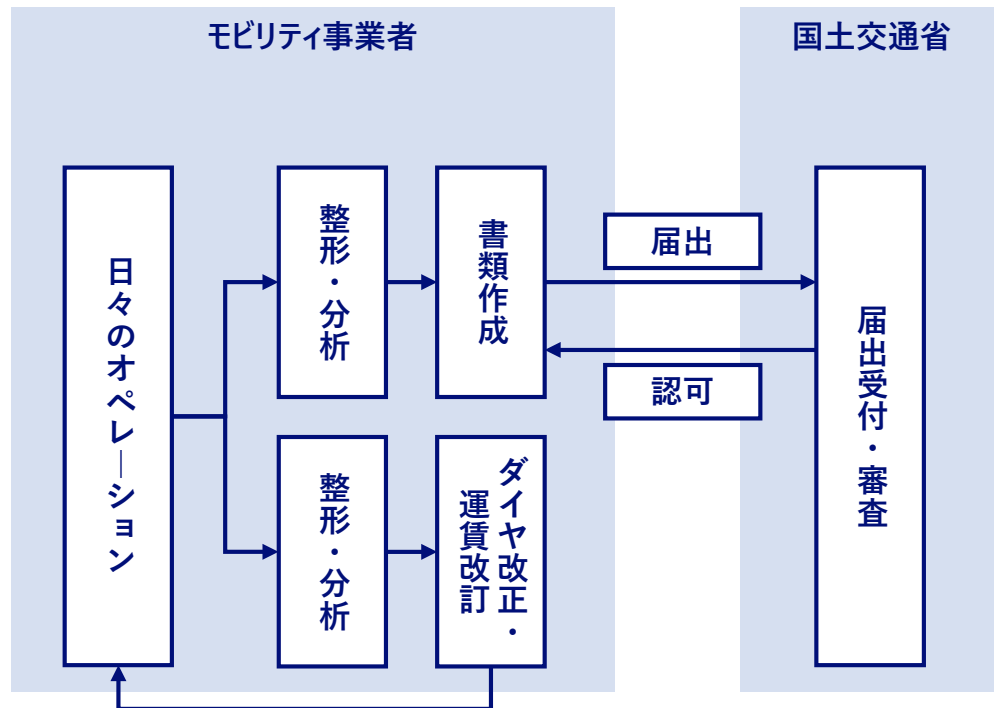 モビリティ事業者
国土交通省
日々のオペレーション
整形・分析
書類作成
届出
認可
届出受付・審査
整形・分析
ダイヤ改正・
運賃改訂